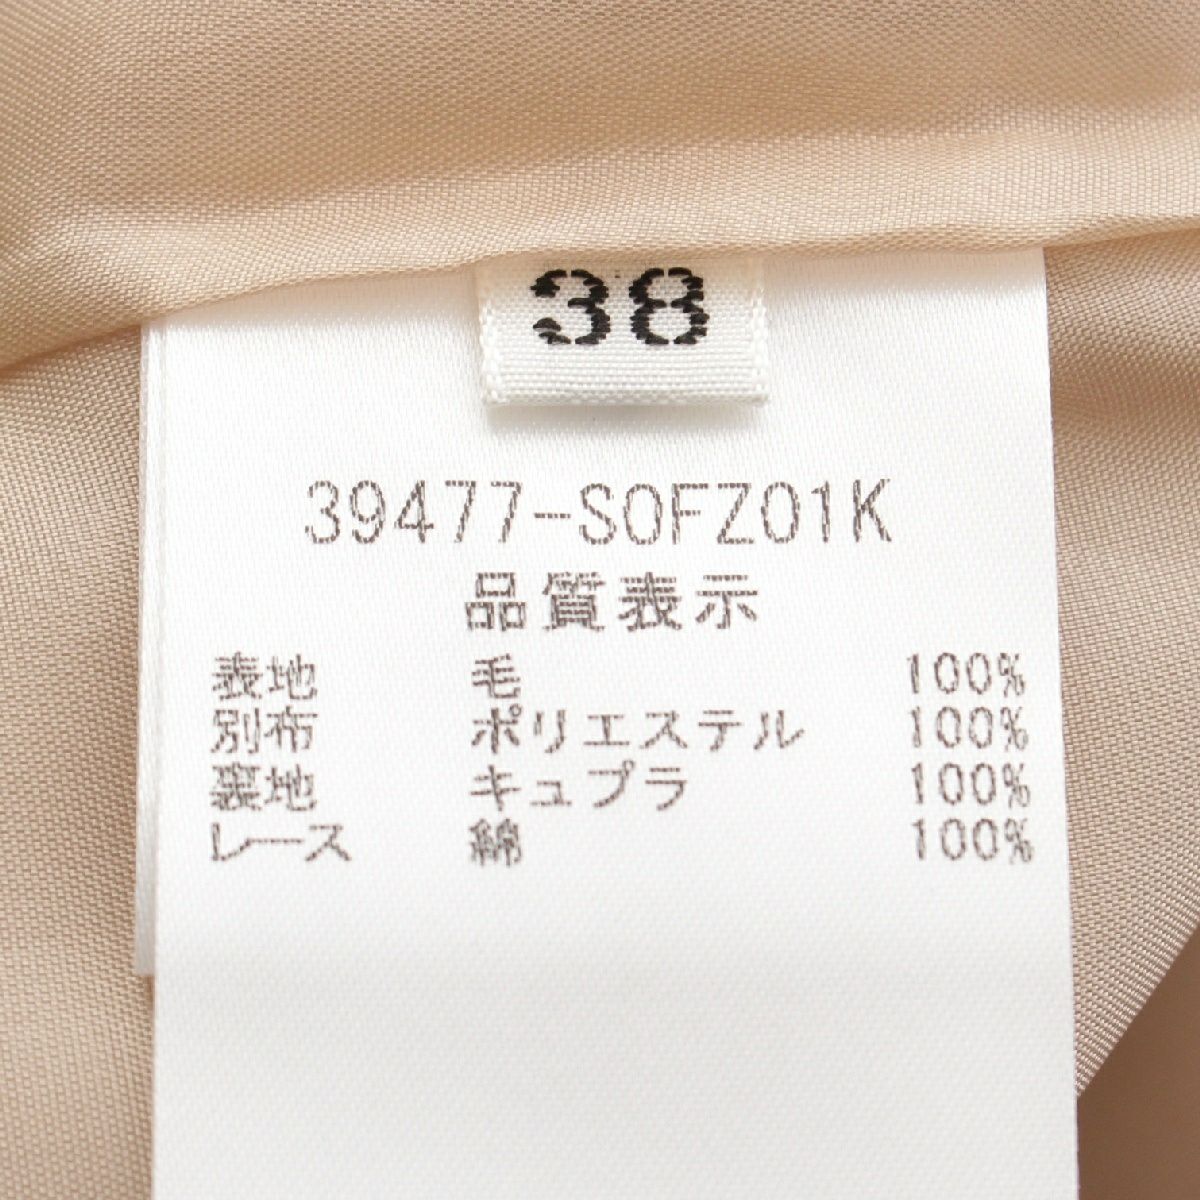 38
39477-SOFZ01K
品質表示
表地 毛 100%
別布 ポリエステル 100%
裏地 キュプラ 100%
レース 綿 100%